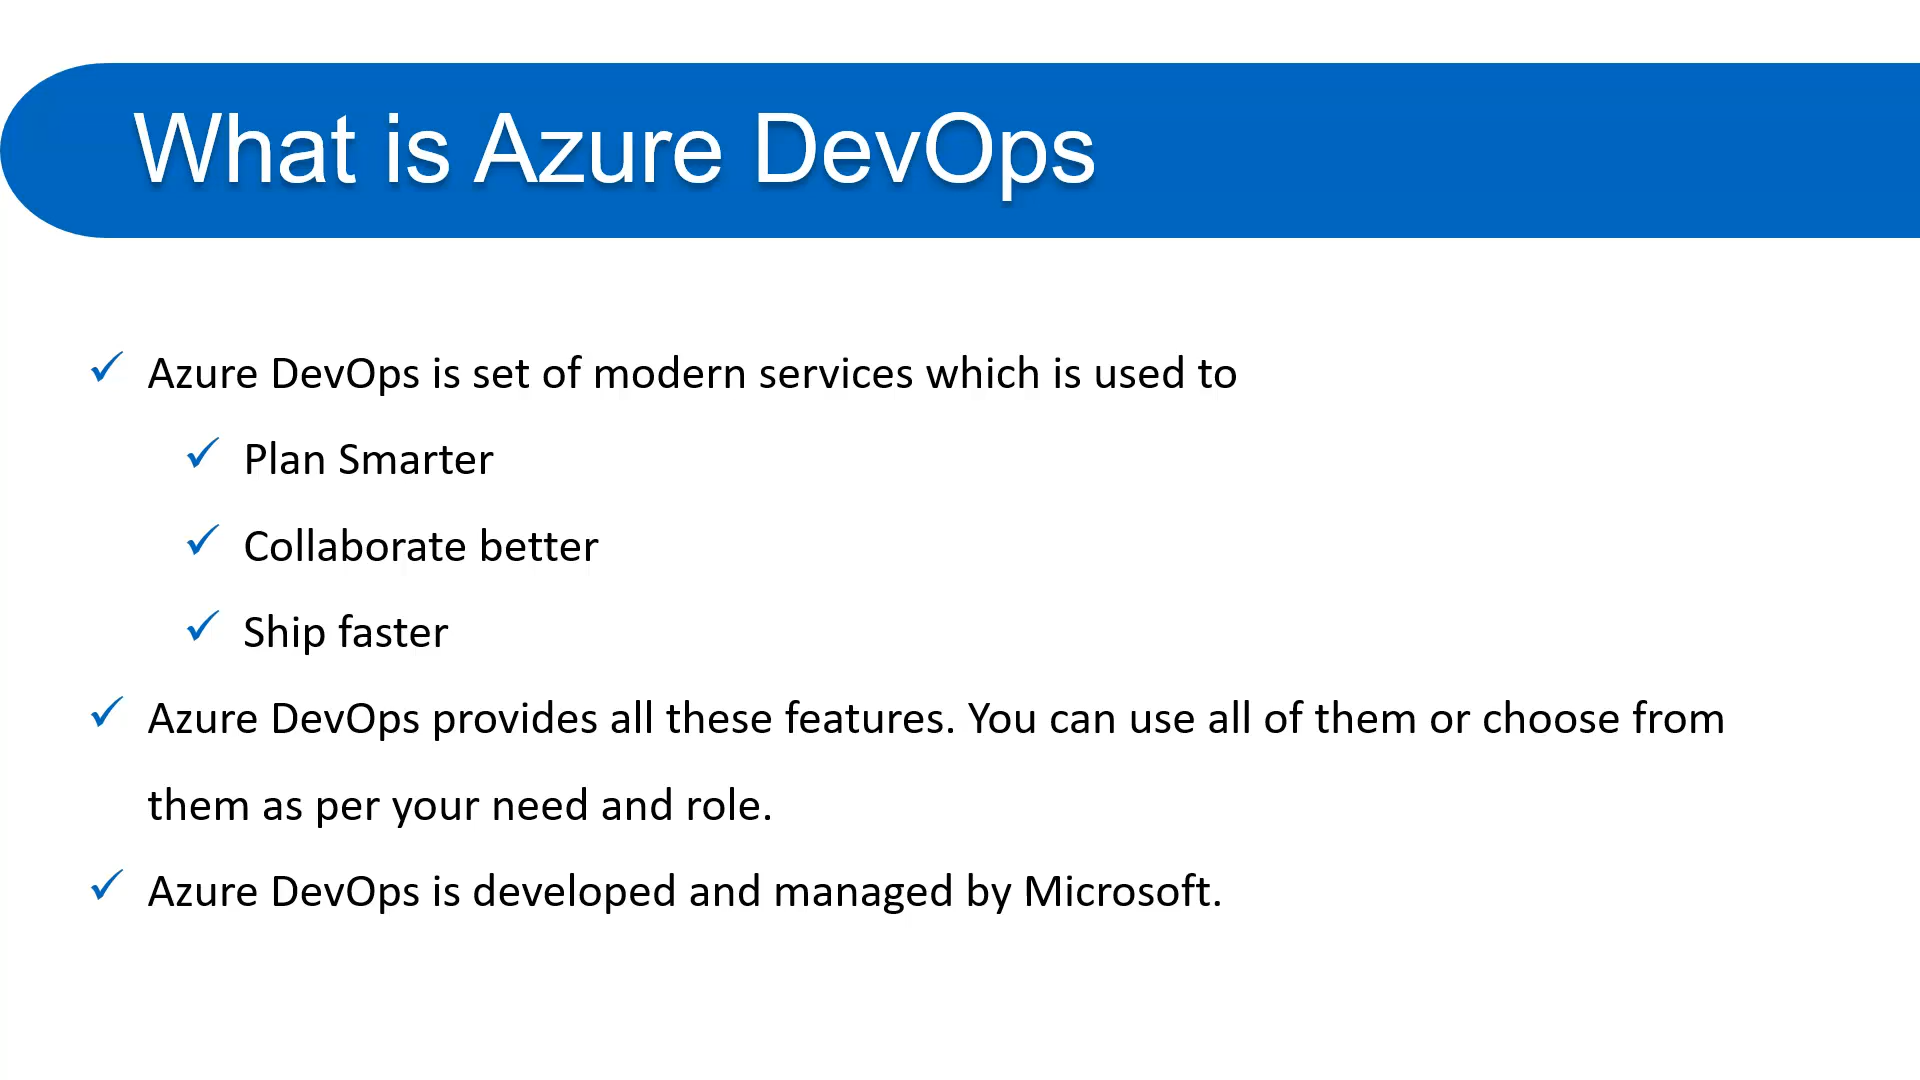 What is Azure DevOps
Azure DevOps is set of modern services which is used to
Plan Smarter
Collaborate better
Ship faster
Azure DevOps provides all these features. You can use all of them or choose from
them as per your need and role.
Azure DevOps is developed and managed by Microsoft.